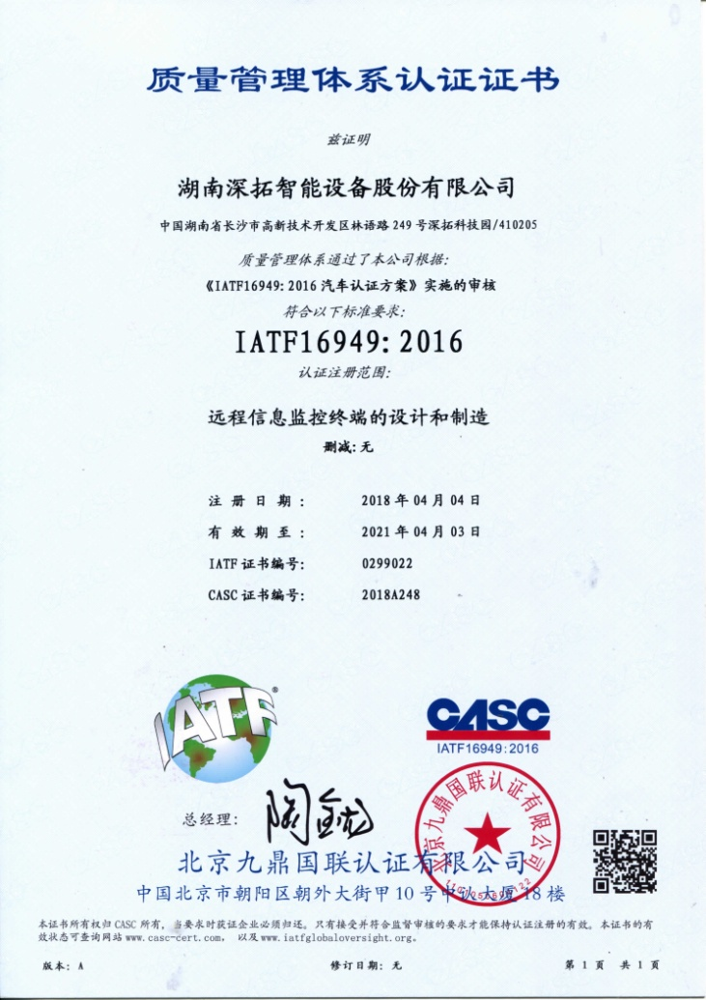 质量管理体系认证证书
兹证明
湖南深拓智能设备股份有限公司
中国湖南省长沙市高新技术开发区林语路 249 号深拓科技园/410205
质量管理体系通过了本公司根据:
《IATF16949: 2016 汽车认证方案》实施的审核
符合以下标准要求:
IATF16949: 2016
认证注册范围:
远程信息监控终端的设计和制造
删减: 无
注册日期: 2018 年 04 月 04 日
有效期至: 2021 年 04 月 03 日
IATF 证书编号: 0299022
CASC 证书编号: 2018A248
IATF®
CASC
IATF16949:2016
北京九鼎国联认证有限公司
总经理:
北京九鼎国联认证有限公司
中国北京市朝阳区朝外大街甲 10 号中认大厦 18 楼
本证书所有权归 CASC 所有, 当要求时获证企业必须归还。只有接受并符合监督审核的要求才能保持认证注册的有效。本证书的有
效状态可查询网站 www.casc-cert.com, 以及 www.iatfglobaloversight.org。
版本: A 修订日期: 无 第 1 页 共 1 页